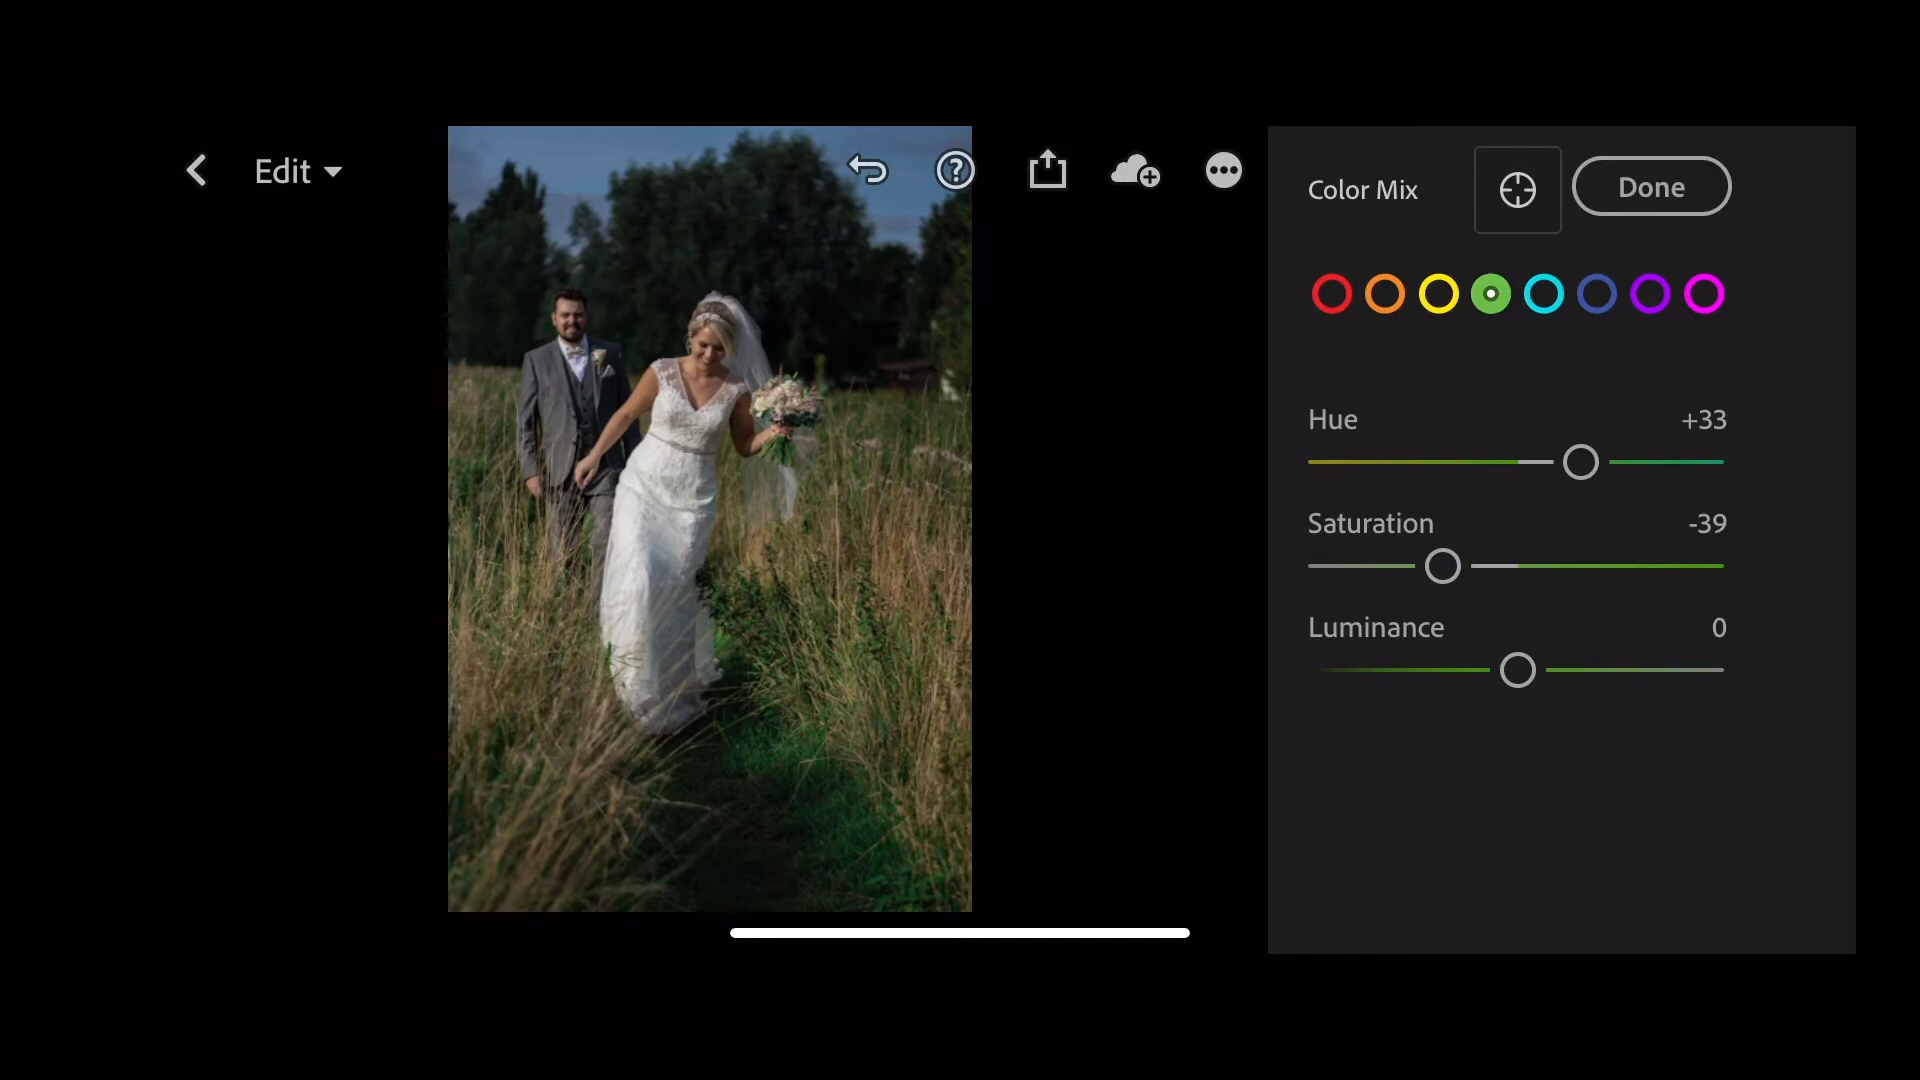 Edit
Color Mix
Done
Hue +33
Saturation -39
Luminance 0